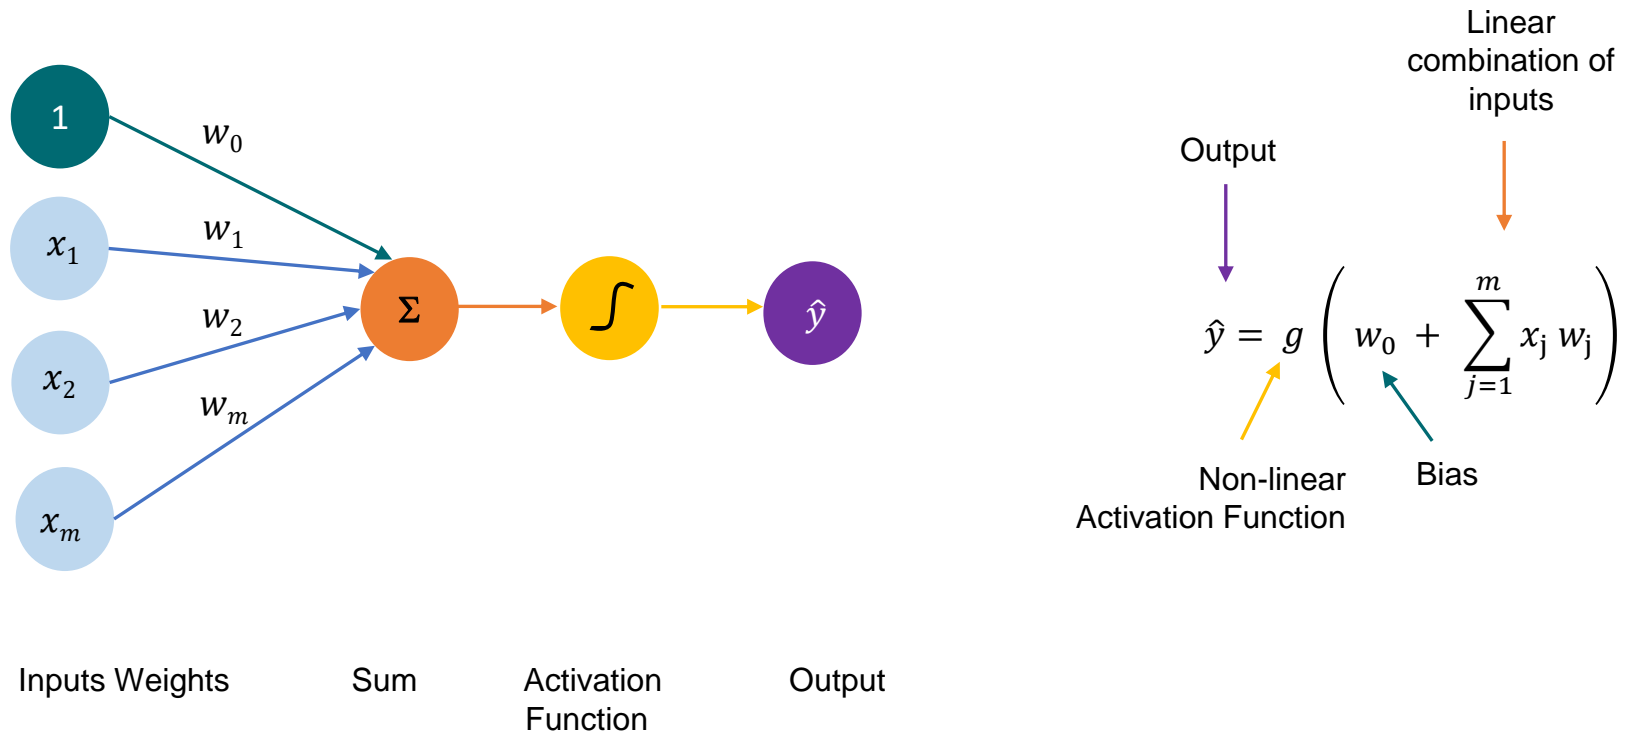 1
w₀
x₁
w₁
x₂
w₂
xₘ
wₘ
Σ
∫
ŷ
Inputs Weights
Sum
Activation
Function
Output
Linear
combination of
inputs
Output
ŷ = g ( w₀ + ∑_{j=1}^{m} xⱼ wⱼ )
Non-linear
Activation Function
Bias